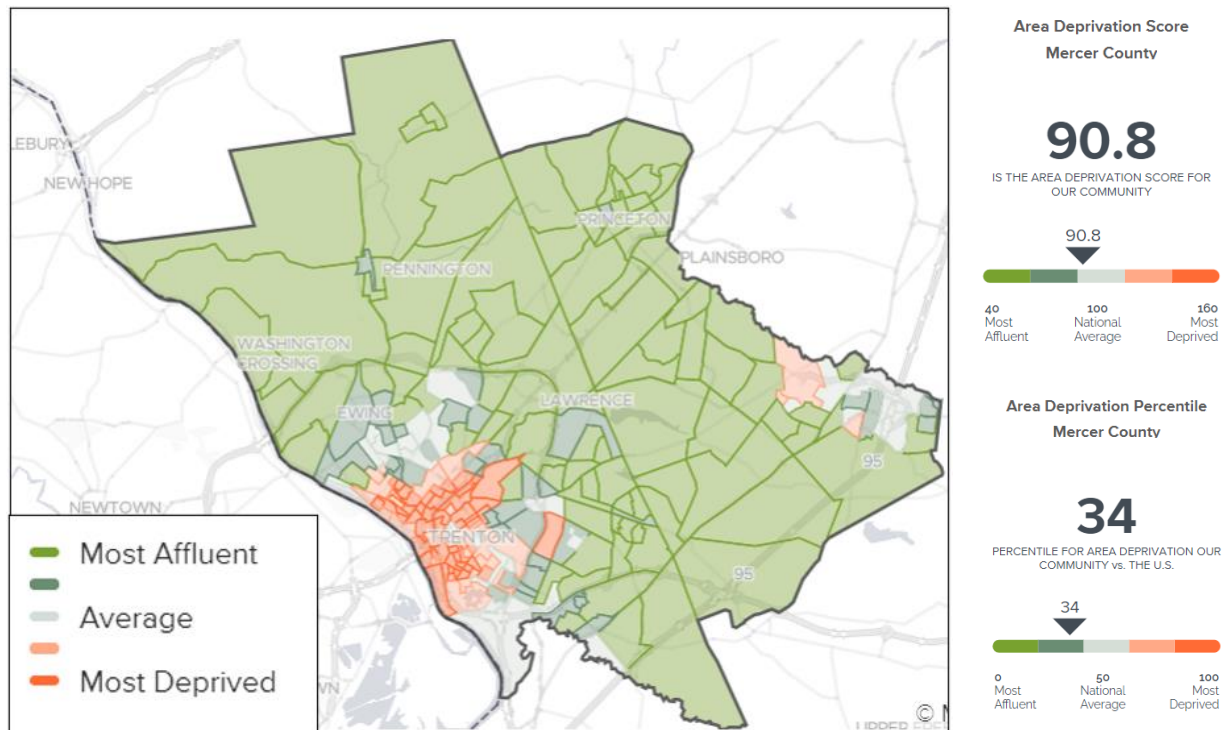 LEBURY
NEW HOPE
PRINCETON
PLAINSBORO
PENNINGTON
WASHINGTON
CROSSING
EWING
LAWRENCE
95
NEWTOWN
TRENTON
95
©
Most Affluent
Average
Most Deprived
Area Deprivation Score
Mercer County
90.8
IS THE AREA DEPRIVATION SCORE FOR
OUR COMMUNITY
90.8
40 100 160
Most National Most
Affluent Average Deprived
Area Deprivation Percentile
Mercer County
34
PERCENTILE FOR AREA DEPRIVATION OUR
COMMUNITY vs. THE U.S.
34
0 50 100
Most National Most
Affluent Average Deprived